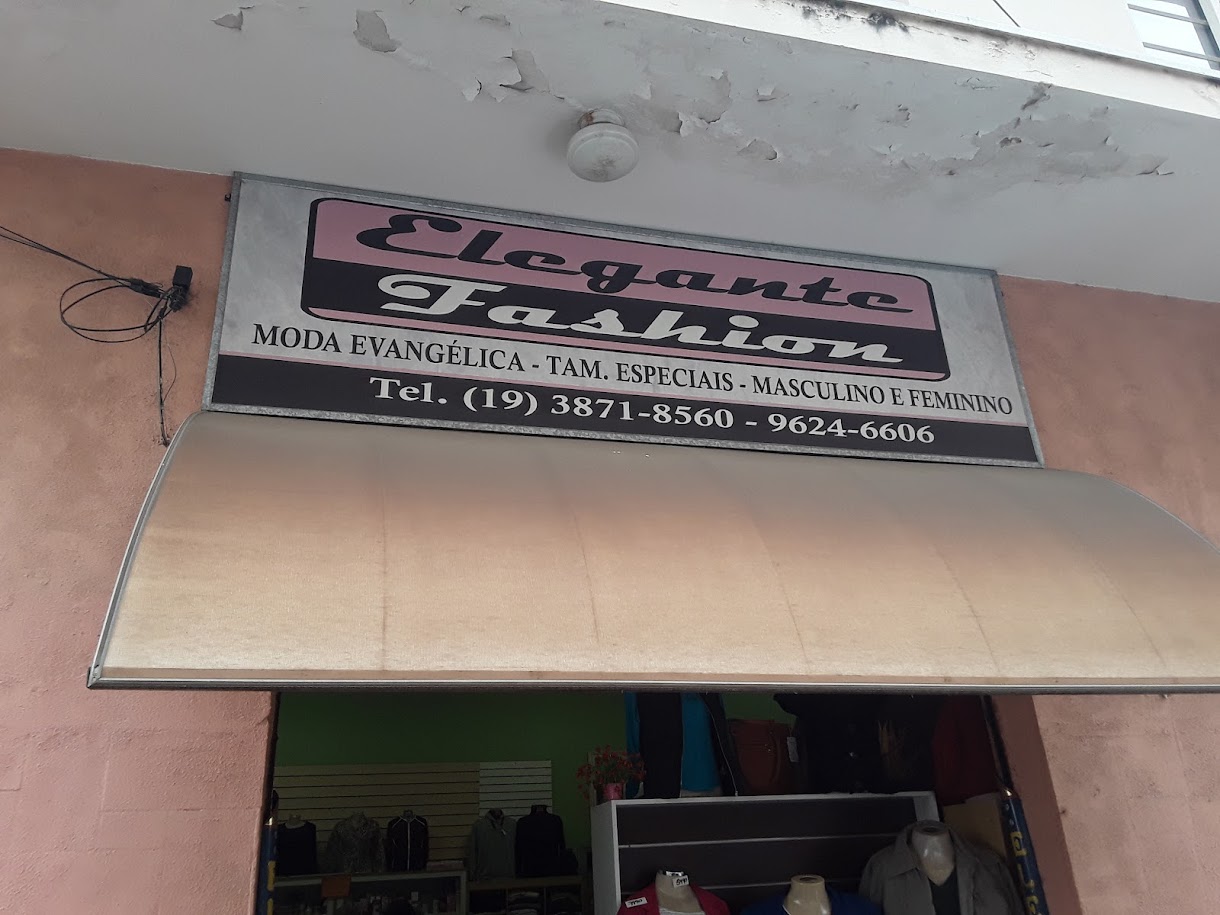 Elegante
Fashion
MODA EVANGÉLICA - TAM. ESPECIAIS - MASCULINO E FEMININO
Tel. (19) 3871-8560 - 9624-6606